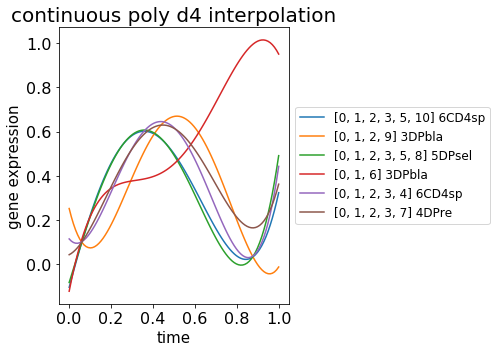 continuous poly d4 interpolation
gene expression
1.0
0.8
0.6
0.4
0.2
0.0
0.0 0.2 0.4 0.6 0.8 1.0
time
[0, 1, 2, 3, 5, 10] 6CD4sp
[0, 1, 2, 9] 3DPbla
[0, 1, 2, 3, 5, 8] 5DPsel
[0, 1, 6] 3DPbla
[0, 1, 2, 3, 4] 6CD4sp
[0, 1, 2, 3, 7] 4DPre